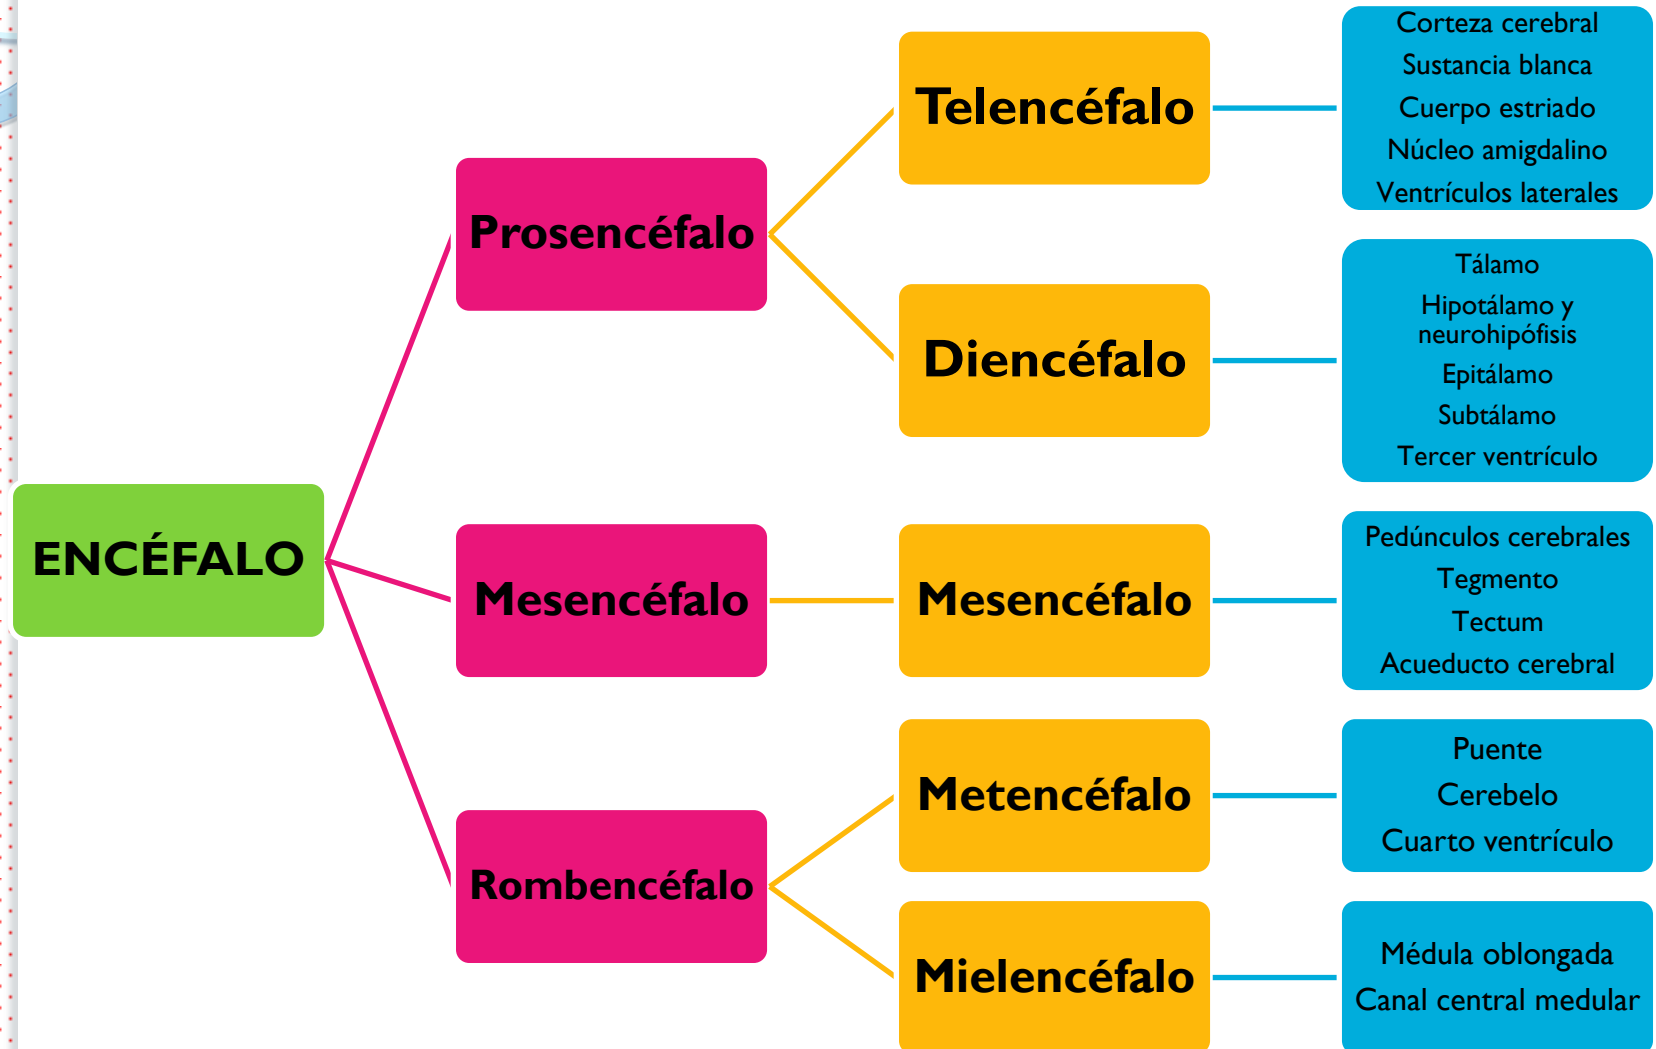 ENCÉFALO
Prosencéfalo
Telencéfalo
Corteza cerebral
Sustancia blanca
Cuerpo estriado
Núcleo amigdalino
Ventrículos laterales
Diencéfalo
Tálamo
Hipotálamo y
neurohipófisis
Epitálamo
Subtálamo
Tercer ventrículo
Mesencéfalo
Mesencéfalo
Pedúnculos cerebrales
Tegmento
Tectum
Acueducto cerebral
Rombencéfalo
Metencéfalo
Puente
Cerebelo
Cuarto ventrículo
Mielencéfalo
Médula oblongada
Canal central medular